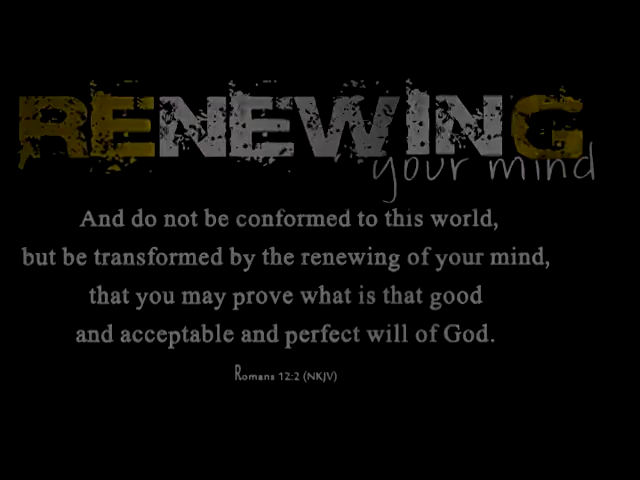 RENEWING
your mind
And do not be conformed to this world,
but be transformed by the renewing of your mind,
that you may prove what is that good
and acceptable and perfect will of God.
Romans 12:2 (NKJV)